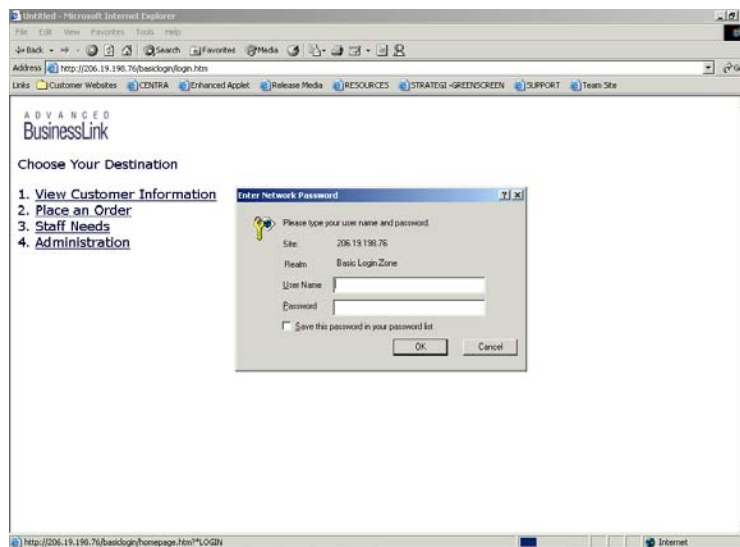 Untitled - Microsoft Internet Explorer
File Edit View Favorites Tools Help
Back Search Favorites Media
Address http://206.19.198.76/basiclogin/login.htm
Links Customer Websites CENTRA Enhanced Applet Release Media RESOURCES STRATEGI -GREENSCREEN SUPPORT Team Site
ADVANCED
BusinessLink
Choose Your Destination
1. View Customer Information
2. Place an Order
3. Staff Needs
4. Administration
Enter Network Password
Please type your user name and password.
Site: 206.19.198.76
Realm Basic Login Zone
User Name
Password
Save this password in your password list
OK Cancel
http://206.19.198.76/basiclogin/homepage.htm?*LOGIN Internet